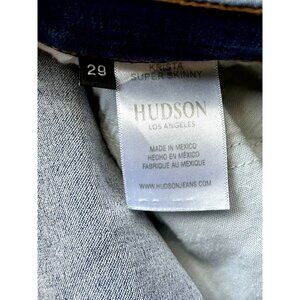 29
KRISTA
SUPER SKINNY
HUDSON
LOS ANGELES
MADE IN MEXICO
HECHO EN MÉXICO
FABRIQUÉ AU MEXIQUE
WWW.HUDSONJEANS.COM